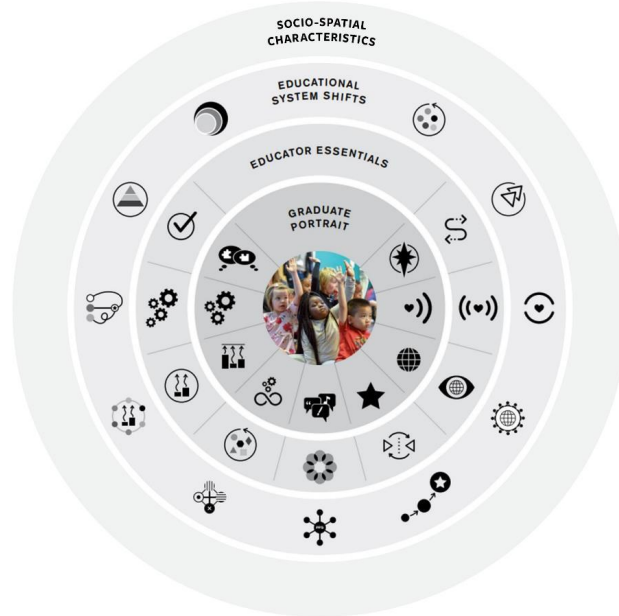 SOCIO-SPATIAL
CHARACTERISTICS
EDUCATIONAL
SYSTEM SHIFTS
EDUCATOR ESSENTIALS
GRADUATE
PORTRAIT